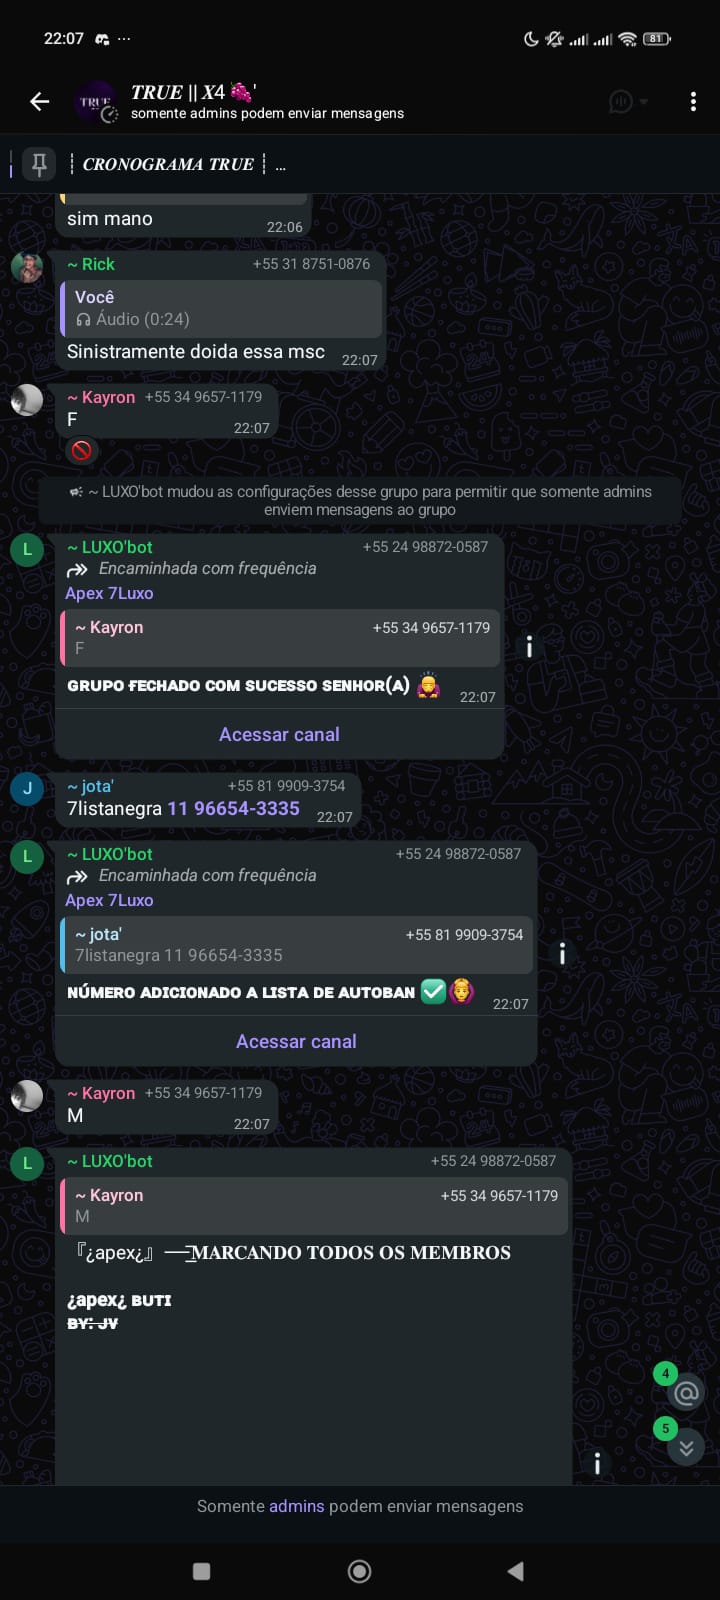 22:07 ...
81
TRUE || X4 🍇'
somente admins podem enviar mensagens
TRUE
┆ CRONOGRAMA TRUE ┆ ...
sim mano
22:06
~ Rick +55 31 8751-0876
Você
Áudio (0:24)
Sinistramente doida essa msc 22:07
~ Kayron +55 34 9657-1179
F
22:07
🚫
~ LUXO'bot mudou as configurações desse grupo para permitir que somente admins
enviem mensagens ao grupo
L
~ LUXO'bot +55 24 98872-0587
Encaminhada com frequência
Apex 7Luxo
~ Kayron +55 34 9657-1179
F
GRUPO FECHADO COM SUCESSO SENHOR(A) 🙇 22:07
Acessar canal
J
~ jota' +55 81 9909-3754
7listanegra 11 96654-3335 22:07
L
~ LUXO'bot +55 24 98872-0587
Encaminhada com frequência
Apex 7Luxo
~ jota' +55 81 9909-3754
7listanegra 11 96654-3335
NÚMERO ADICIONADO A LISTA DE AUTOBAN ✅🙆 22:07
Acessar canal
~ Kayron +55 34 9657-1179
M
22:07
L
~ LUXO'bot +55 24 98872-0587
~ Kayron +55 34 9657-1179
M
『¿apex¿』 —MARCANDO TODOS OS MEMBROS
¿apex¿ BUTI
BY: JV
4
@
5
Somente admins podem enviar mensagens